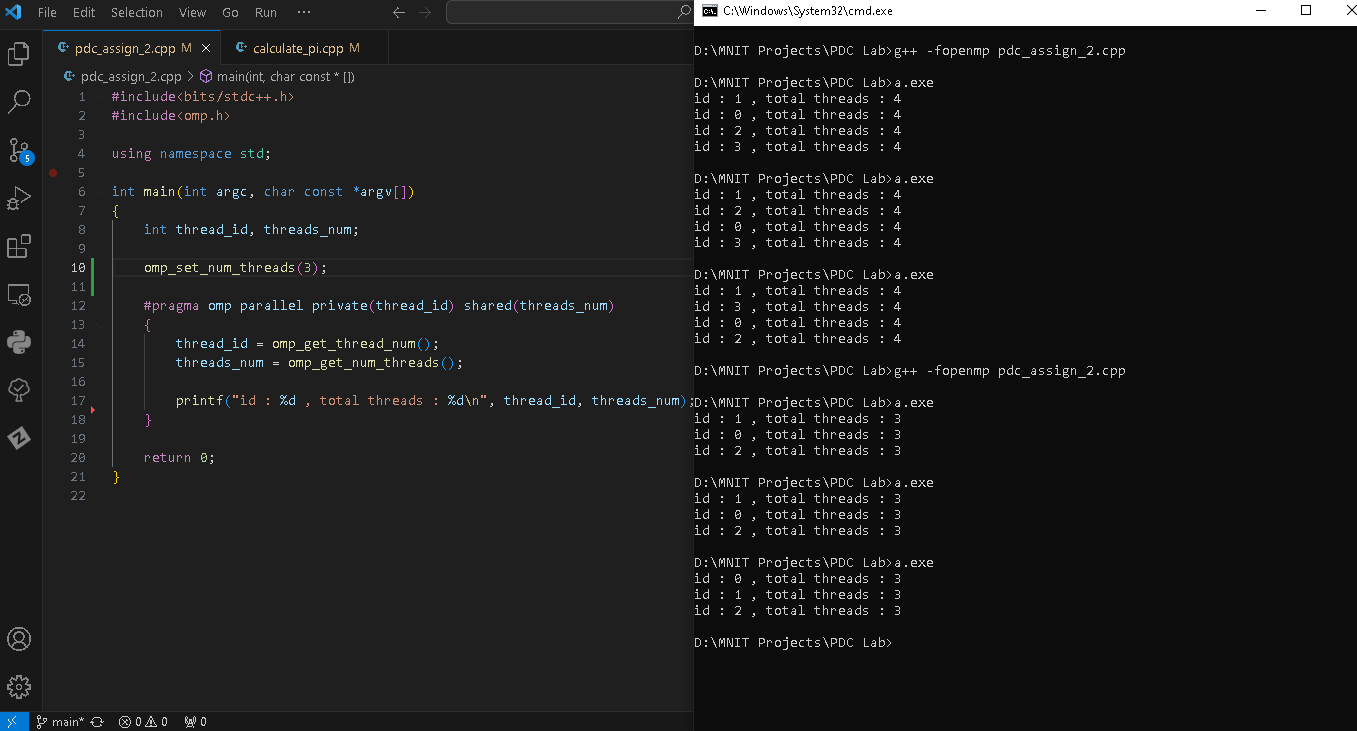 File Edit Selection View Go Run ···
pdc_assign_2.cpp M
calculate_pi.cpp M
pdc_assign_2.cpp > main(int, char const * [])
1 #include<bits/stdc++.h>
2 #include<omp.h>
3
4 using namespace std;
5
6 int main(int argc, char const *argv[])
7 {
8 int thread_id, threads_num;
9
10 omp_set_num_threads(3);
11
12 #pragma omp parallel private(thread_id) shared(threads_num)
13 {
14 thread_id = omp_get_thread_num();
15 threads_num = omp_get_num_threads();
16
17 printf("id : %d , total threads : %d\n", thread_id, threads_num);
18 }
19
20 return 0;
21 }
22
5
main* 0 0 0
C:\Windows\System32\cmd.exe
D:\MNIT Projects\PDC Lab>g++ -fopenmp pdc_assign_2.cpp
D:\MNIT Projects\PDC Lab>a.exe
id : 1 , total threads : 4
id : 0 , total threads : 4
id : 2 , total threads : 4
id : 3 , total threads : 4
D:\MNIT Projects\PDC Lab>a.exe
id : 1 , total threads : 4
id : 2 , total threads : 4
id : 0 , total threads : 4
id : 3 , total threads : 4
D:\MNIT Projects\PDC Lab>a.exe
id : 1 , total threads : 4
id : 3 , total threads : 4
id : 0 , total threads : 4
id : 2 , total threads : 4
D:\MNIT Projects\PDC Lab>g++ -fopenmp pdc_assign_2.cpp
D:\MNIT Projects\PDC Lab>a.exe
id : 1 , total threads : 3
id : 0 , total threads : 3
id : 2 , total threads : 3
D:\MNIT Projects\PDC Lab>a.exe
id : 1 , total threads : 3
id : 0 , total threads : 3
id : 2 , total threads : 3
D:\MNIT Projects\PDC Lab>a.exe
id : 0 , total threads : 3
id : 1 , total threads : 3
id : 2 , total threads : 3
D:\MNIT Projects\PDC Lab>